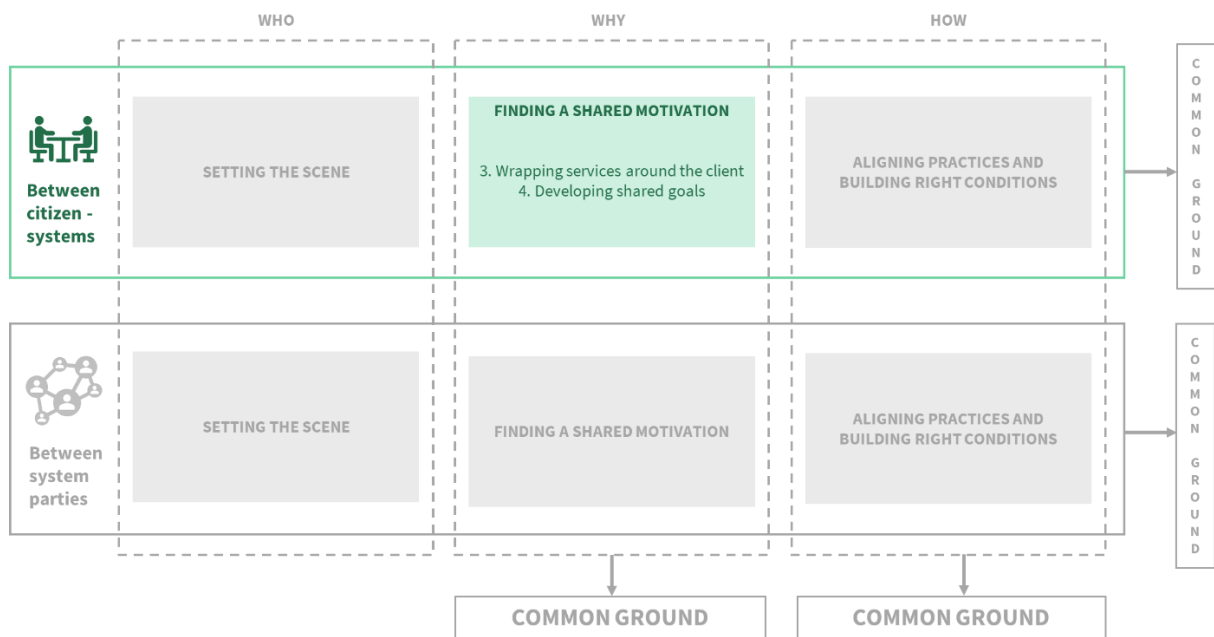 WHO
WHY
HOW
Between
citizen -
systems
SETTING THE SCENE
FINDING A SHARED MOTIVATION
3. Wrapping services around the client
4. Developing shared goals
ALIGNING PRACTICES AND
BUILDING RIGHT CONDITIONS
COMMON GROUND
Between
system
parties
SETTING THE SCENE
FINDING A SHARED MOTIVATION
ALIGNING PRACTICES AND
BUILDING RIGHT CONDITIONS
COMMON GROUND
COMMON GROUND
COMMON GROUND